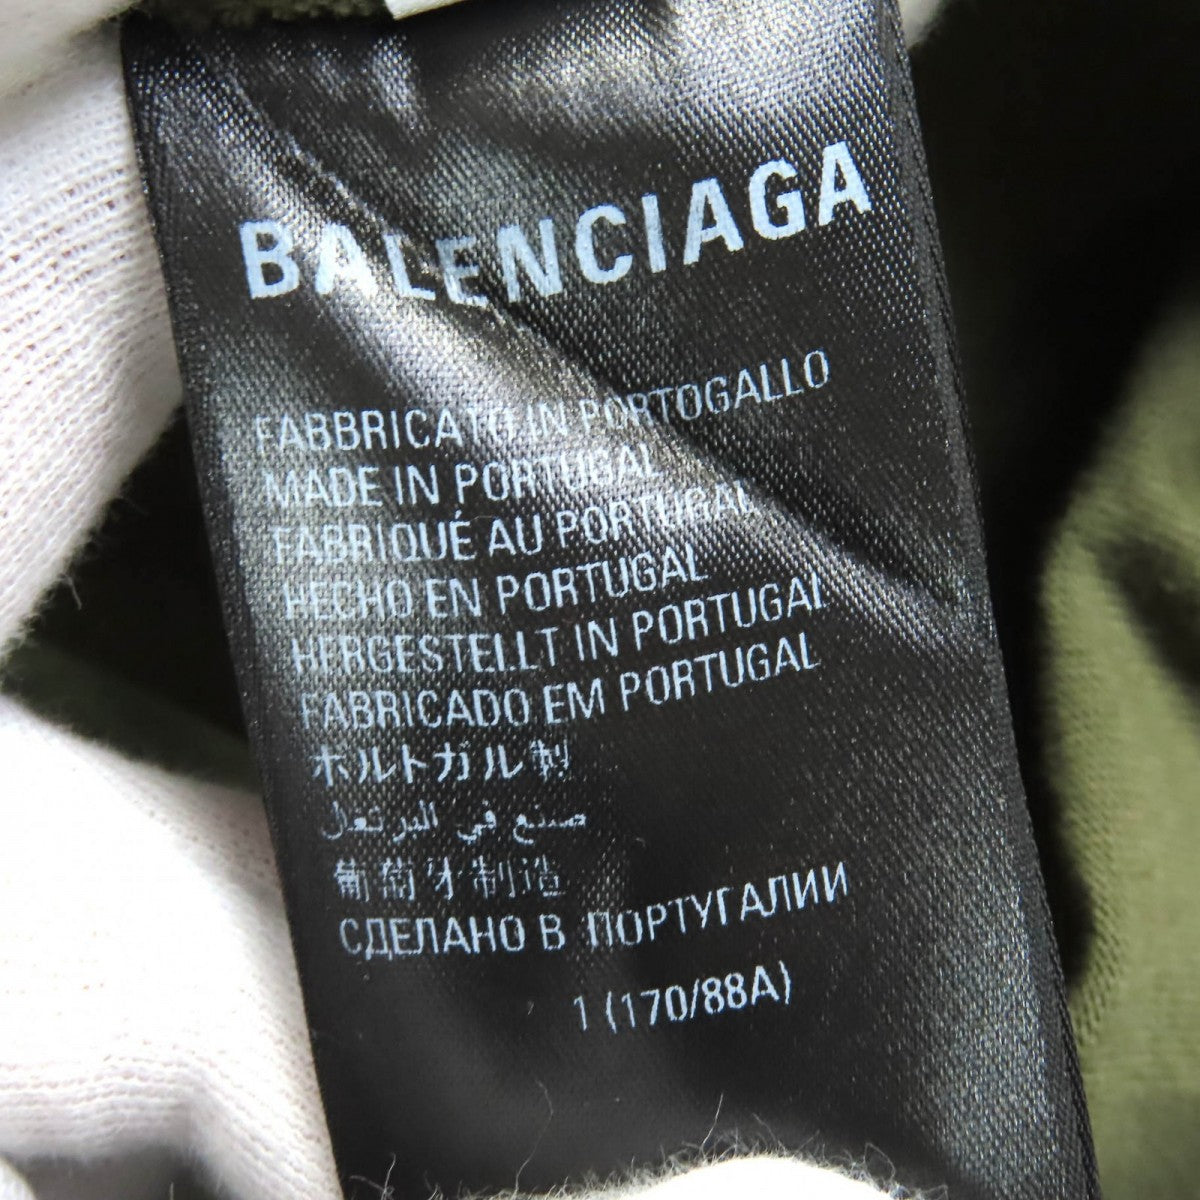 BALENCIAGA
FABBRICATO IN PORTOGALLO
MADE IN PORTUGAL
FABRIQUÉ AU PORTUGAL
HECHO EN PORTUGAL
HERGESTELLT IN PORTUGAL
FABRICADO EM PORTUGAL
ポルトガル製
صنع في البرتغال
葡萄牙制造
СДЕЛАНО В ПОРТУГАЛИИ
1 (170/88A)